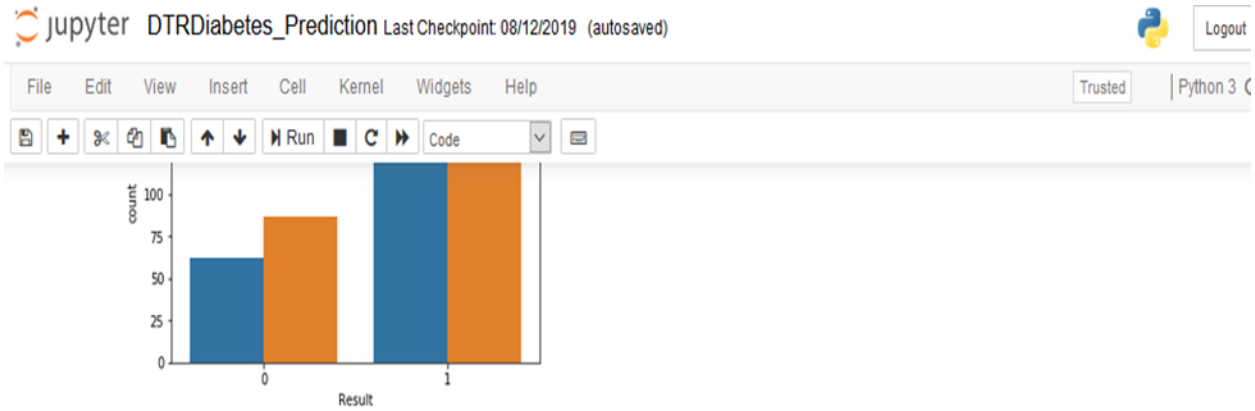 jupyter DTRDiabetes_Prediction Last Checkpoint: 08/12/2019 (autosaved)
Logout
File Edit View Insert Cell Kernel Widgets Help
Trusted Python 3
Run Code
count
100
75
50
25
0
0 1
Result